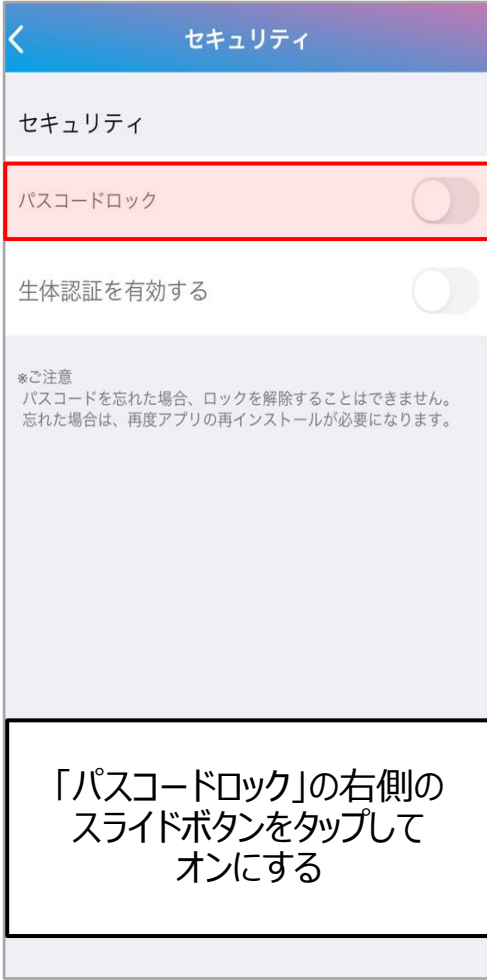 セキュリティ
セキュリティ
パスコードロック
生体認証を有効する
※ご注意
パスコードを忘れた場合、ロックを解除することはできません。
忘れた場合は、再度アプリの再インストールが必要になります。
「パスコードロック」の右側の
スライドボタンをタップして
オンにする